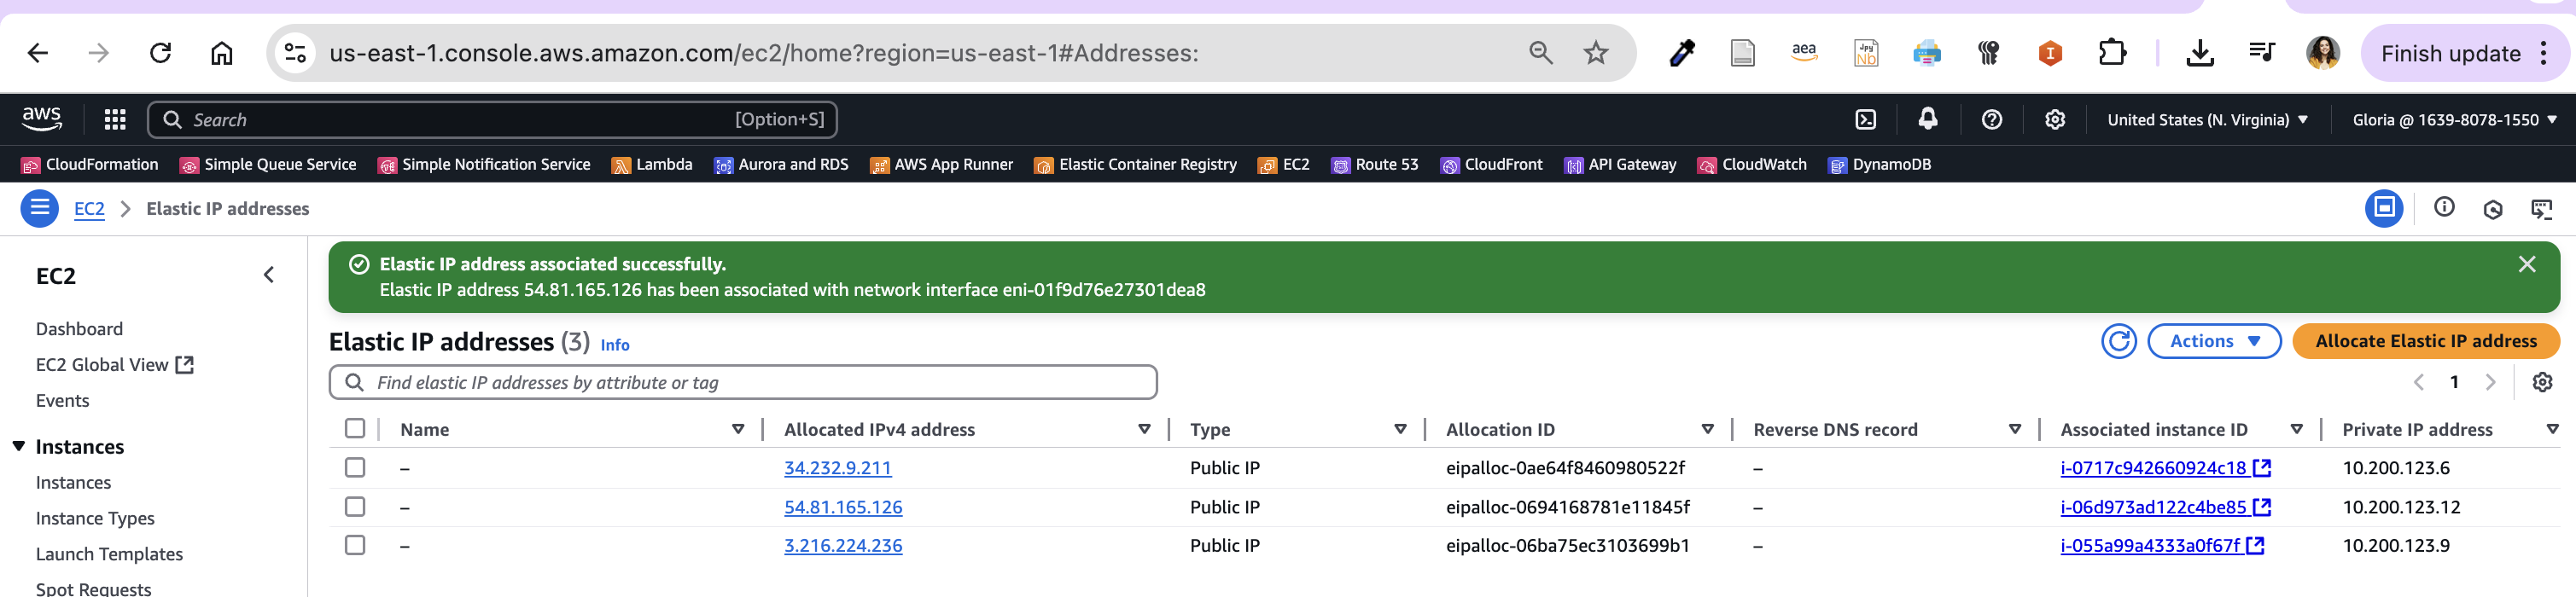 us-east-1.console.aws.amazon.com/ec2/home?region=us-east-1#Addresses:
aea
Jpy
Nb
I
Finish update
aws
Search
[Option+S]
United States (N. Virginia)
Gloria @ 1639-8078-1550
CloudFormation
Simple Queue Service
Simple Notification Service
Lambda
Aurora and RDS
AWS App Runner
Elastic Container Registry
EC2
Route 53
CloudFront
API Gateway
CloudWatch
DynamoDB
EC2
Elastic IP addresses
EC2
Dashboard
EC2 Global View
Events
Instances
Instances
Instance Types
Launch Templates
Spot Requests
Elastic IP address associated successfully.
Elastic IP address 54.81.165.126 has been associated with network interface eni-01f9d76e27301dea8
Elastic IP addresses (3) Info
Actions
Allocate Elastic IP address
Find elastic IP addresses by attribute or tag
1
Name Allocated IPv4 address Type Allocation ID Reverse DNS record Associated instance ID Private IP address
– 34.232.9.211 Public IP eipalloc-0ae64f8460980522f – i-0717c942660924c18 10.200.123.6
– 54.81.165.126 Public IP eipalloc-0694168781e11845f – i-06d973ad122c4be85 10.200.123.12
– 3.216.224.236 Public IP eipalloc-06ba75ec3103699b1 – i-055a99a4333a0f67f 10.200.123.9